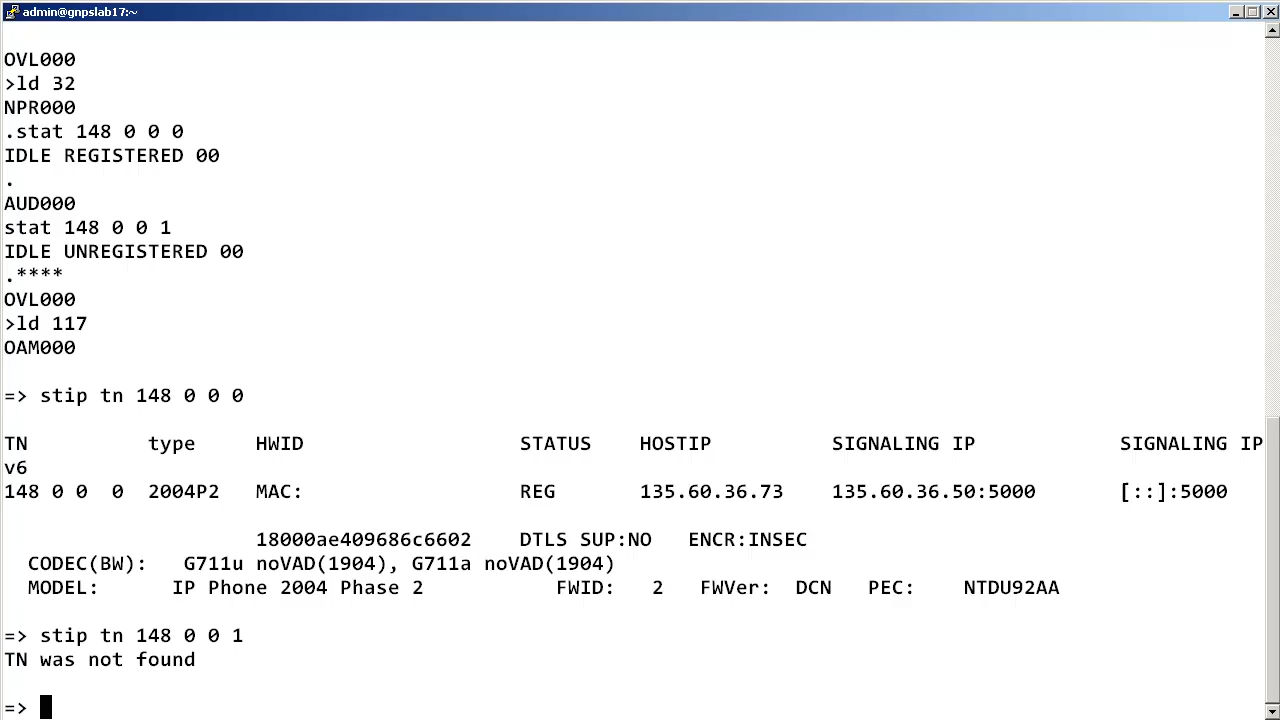 admin@gnpslab17:~
OVL000
>ld 32
NPR000
.stat 148 0 0 0
IDLE REGISTERED 00
.
AUD000
stat 148 0 0 1
IDLE UNREGISTERED 00
.****
OVL000
>ld 117
OAM000
=> stip tn 148 0 0 0
TN type HWID STATUS HOSTIP SIGNALING IP SIGNALING IP
v6
148 0 0 0 2004P2 MAC: REG 135.60.36.73 135.60.36.50:5000 [::]:5000
18000ae409686c6602 DTLS SUP:NO ENCR:INSEC
CODEC(BW): G711u noVAD(1904), G711a noVAD(1904)
MODEL: IP Phone 2004 Phase 2 FWID: 2 FWVer: DCN PEC: NTDU92AA
=> stip tn 148 0 0 1
TN was not found
=>